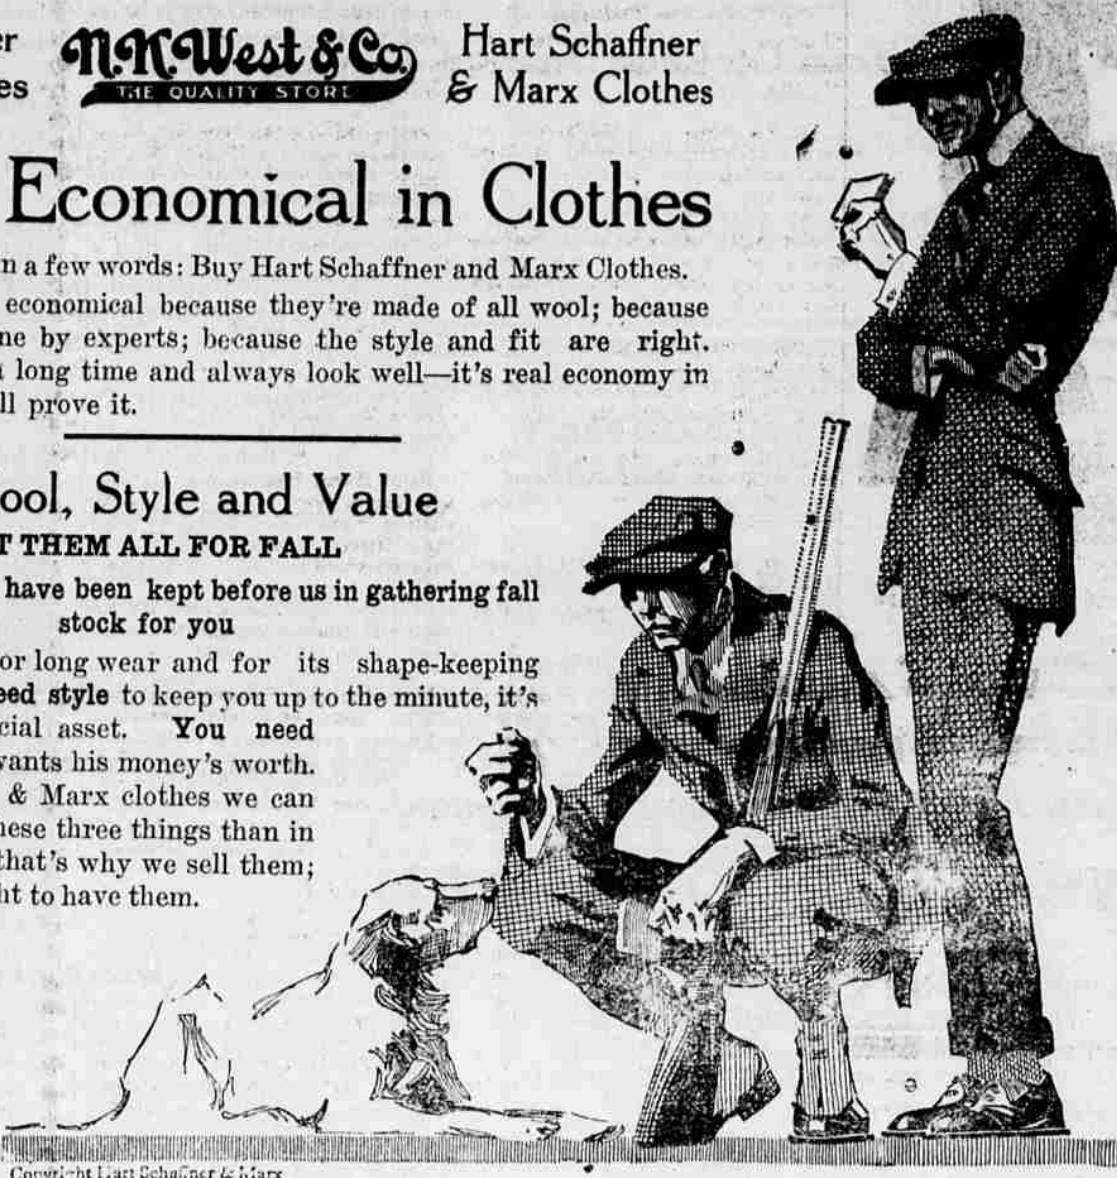 er
es
N.K.West & Co.
THE QUALITY STORE
Hart Schaffner
& Marx Clothes
Economical in Clothes
n a few words: Buy Hart Schaffner and Marx Clothes.
economical because they're made of all wool; because
ne by experts; because the style and fit are right.
long time and always look well—it's real economy in
ll prove it.
ool, Style and Value
T THEM ALL FOR FALL
have been kept before us in gathering fall
stock for you
or long wear and for its shape-keeping
eed style to keep you up to the minute, it's
cial asset. You need
wants his money's worth.
& Marx clothes we can
hese three things than in
that's why we sell them;
ht to have them.
Copyright Hart Schaffner & Marx